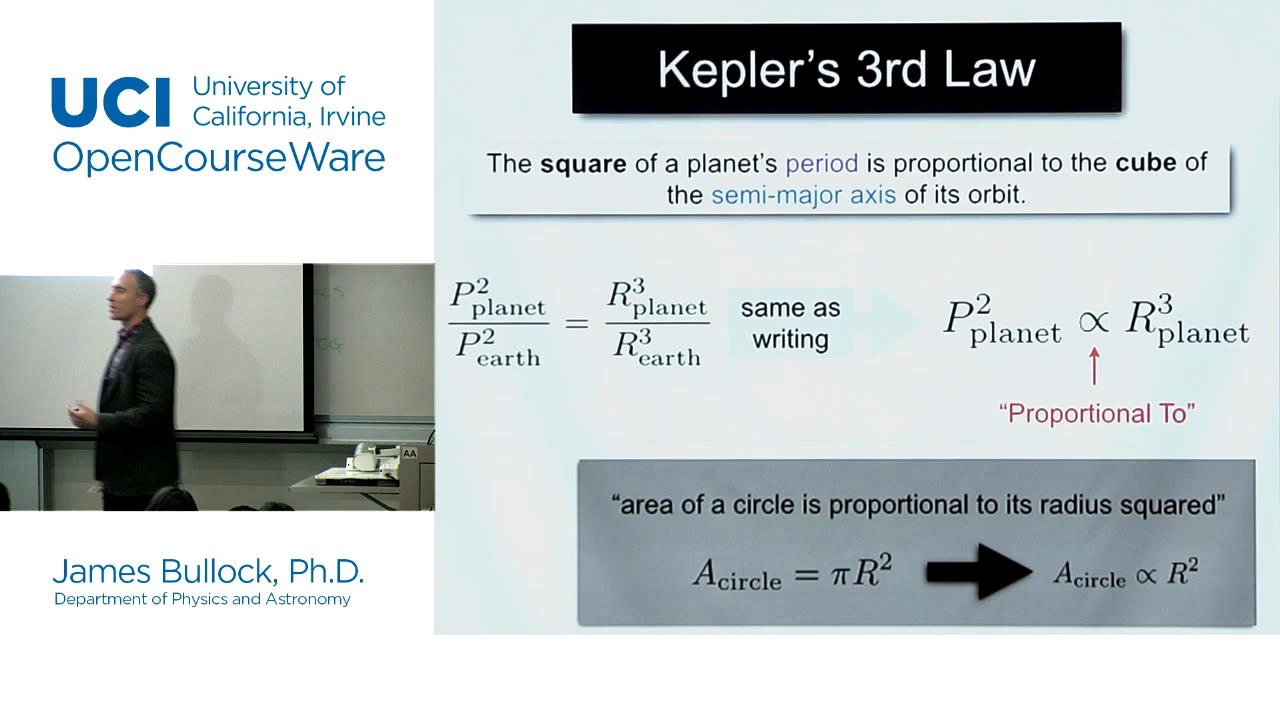 UCI University of
California, Irvine
OpenCourseWare
Kepler's 3rd Law
The square of a planet's period is proportional to the cube of
the semi-major axis of its orbit.
P²planet / P²earth = R³planet / R³earth
same as
writing
P²planet ∝ R³planet
"Proportional To"
"area of a circle is proportional to its radius squared"
Acircle = πR² Acircle ∝ R²
AA
James Bullock, Ph.D.
Department of Physics and Astronomy